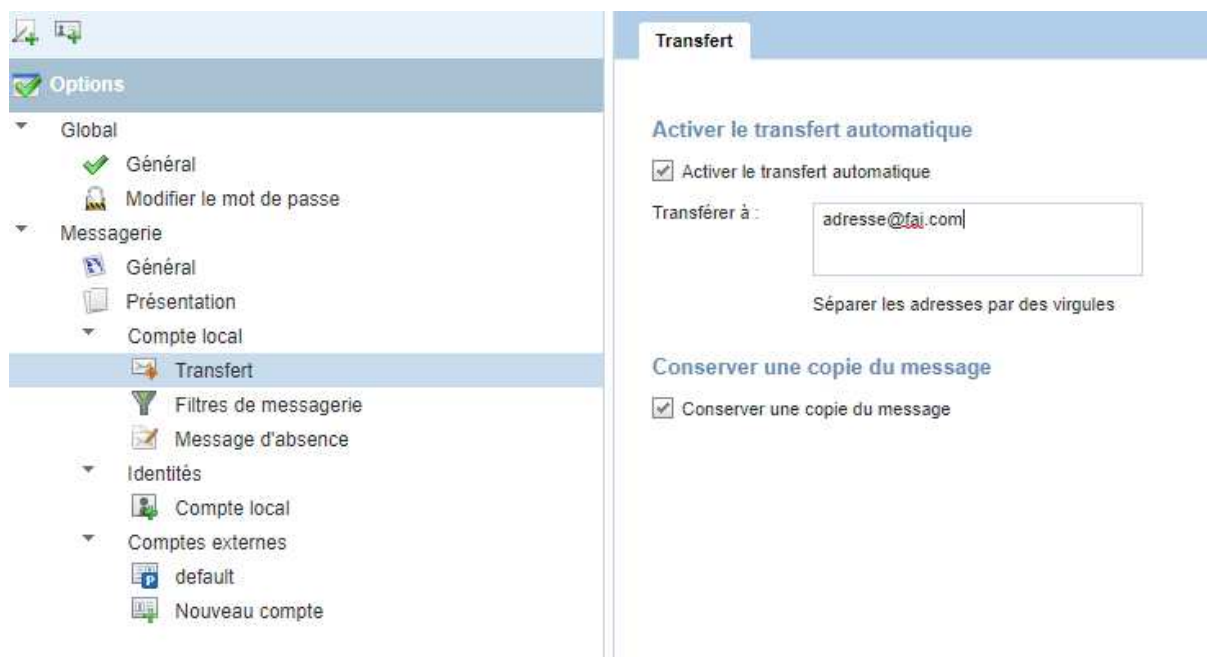 Options
Global
Général
Modifier le mot de passe
Messagerie
Général
Présentation
Compte local
Transfert
Filtres de messagerie
Message d'absence
Identités
Compte local
Comptes externes
default
Nouveau compte
Transfert
Activer le transfert automatique
Activer le transfert automatique
Transférer à :
adresse@fai.com
Séparer les adresses par des virgules
Conserver une copie du message
Conserver une copie du message